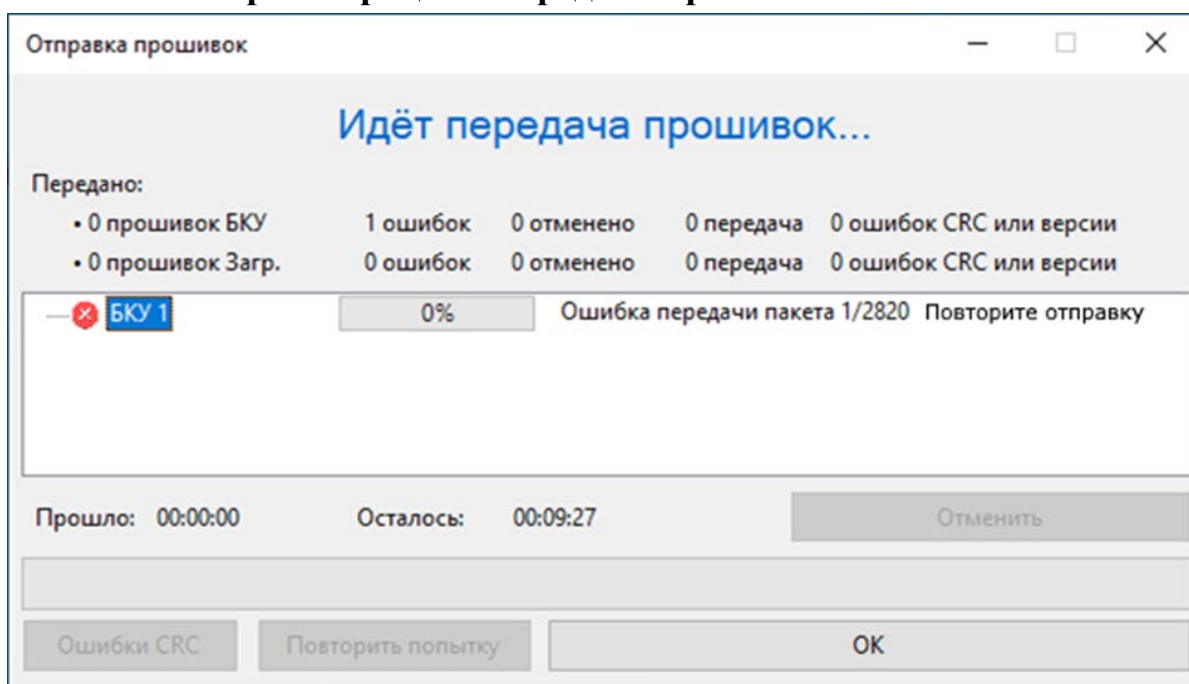 Отправка прошивок
Идёт передача прошивок...
Передано:
• 0 прошивок БКУ 1 ошибок 0 отменено 0 передача 0 ошибок CRC или версии
• 0 прошивок Загр. 0 ошибок 0 отменено 0 передача 0 ошибок CRC или версии
БКУ 1 0% Ошибка передачи пакета 1/2820 Повторите отправку
Прошло: 00:00:00 Осталось: 00:09:27 Отменить
Ошибки CRC Повторить попытку OK